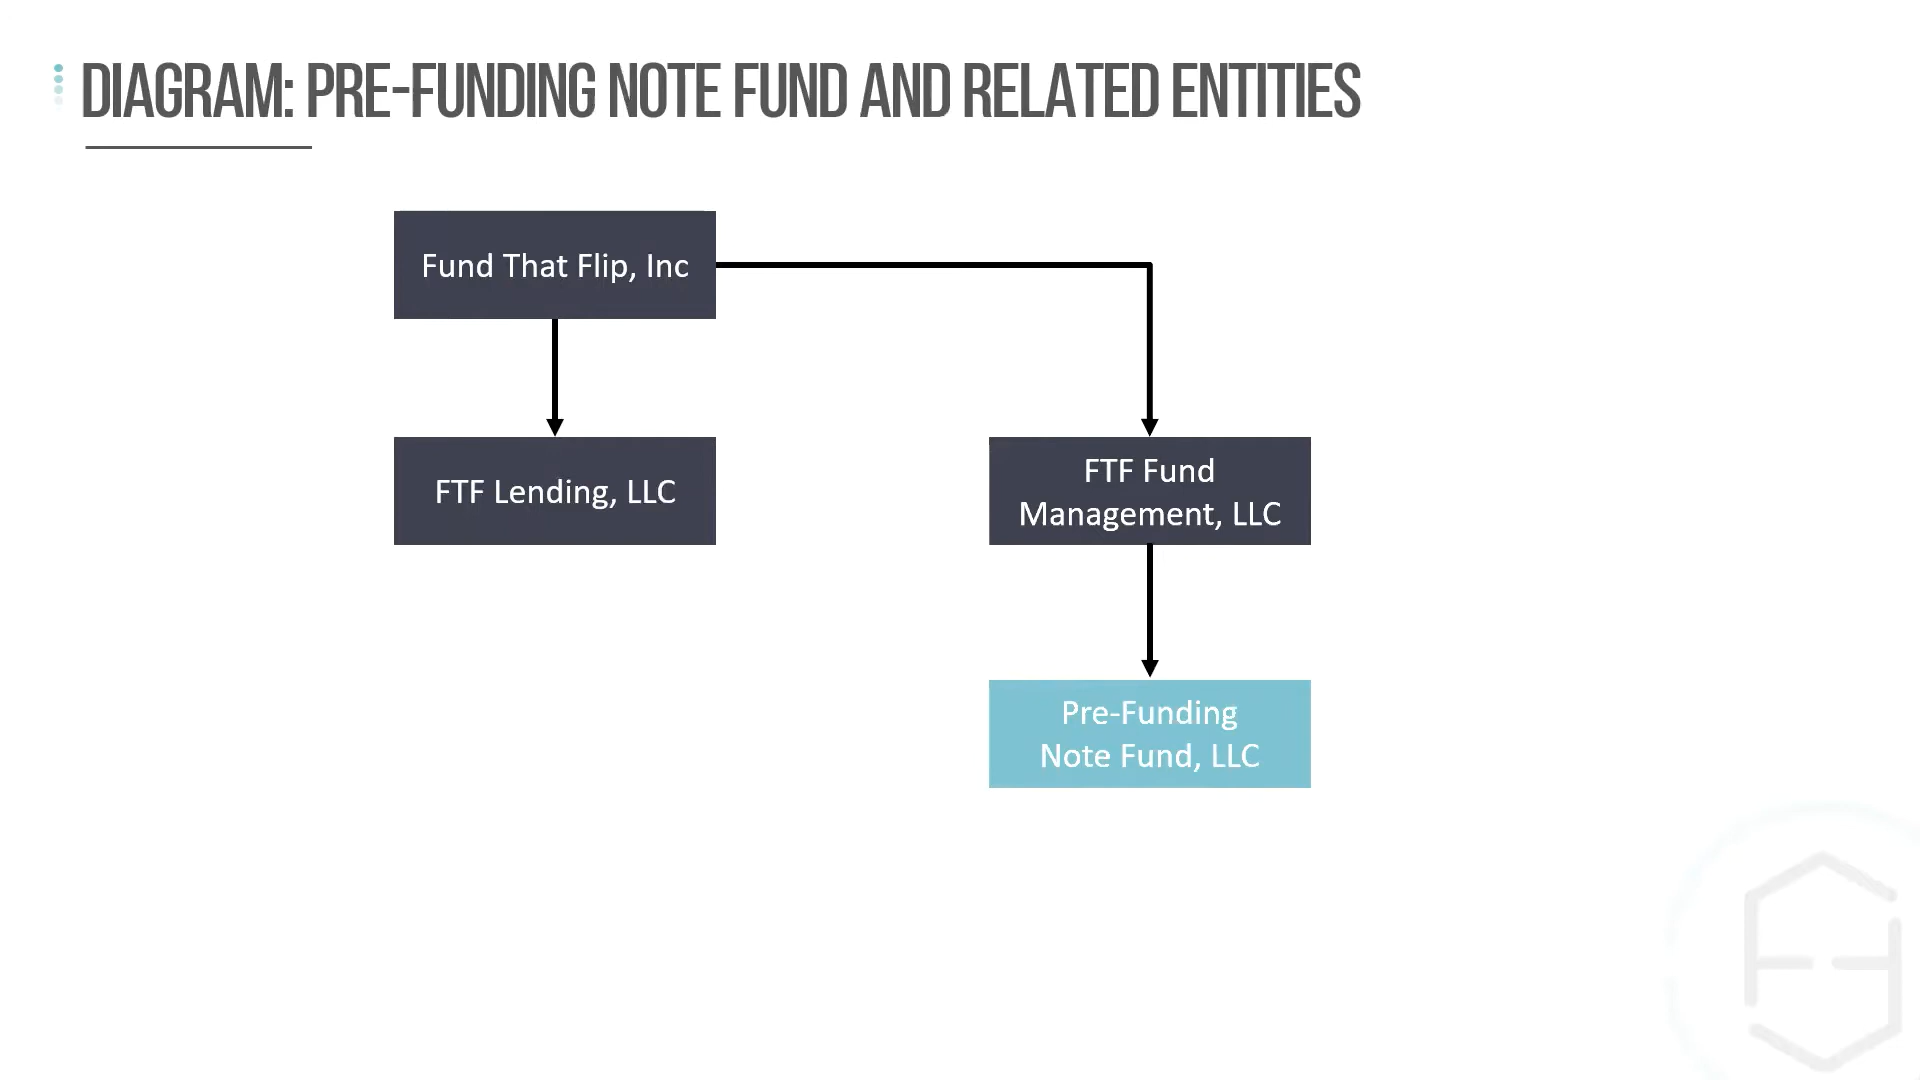 DIAGRAM: PRE-FUNDING NOTE FUND AND RELATED ENTITIES
Fund That Flip, Inc
FTF Lending, LLC
FTF Fund
Management, LLC
Pre-Funding
Note Fund, LLC